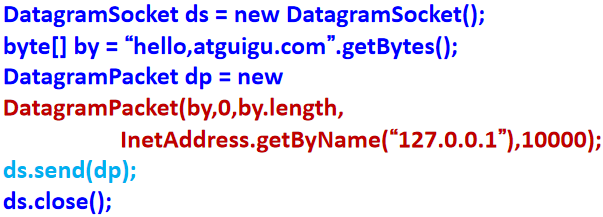 DatagramSocket ds = new DatagramSocket();
byte[] by = “hello,atguigu.com”.getBytes();
DatagramPacket dp = new
DatagramPacket(by,0,by.length,
InetAddress.getByName(“127.0.0.1”),10000);
ds.send(dp);
ds.close();